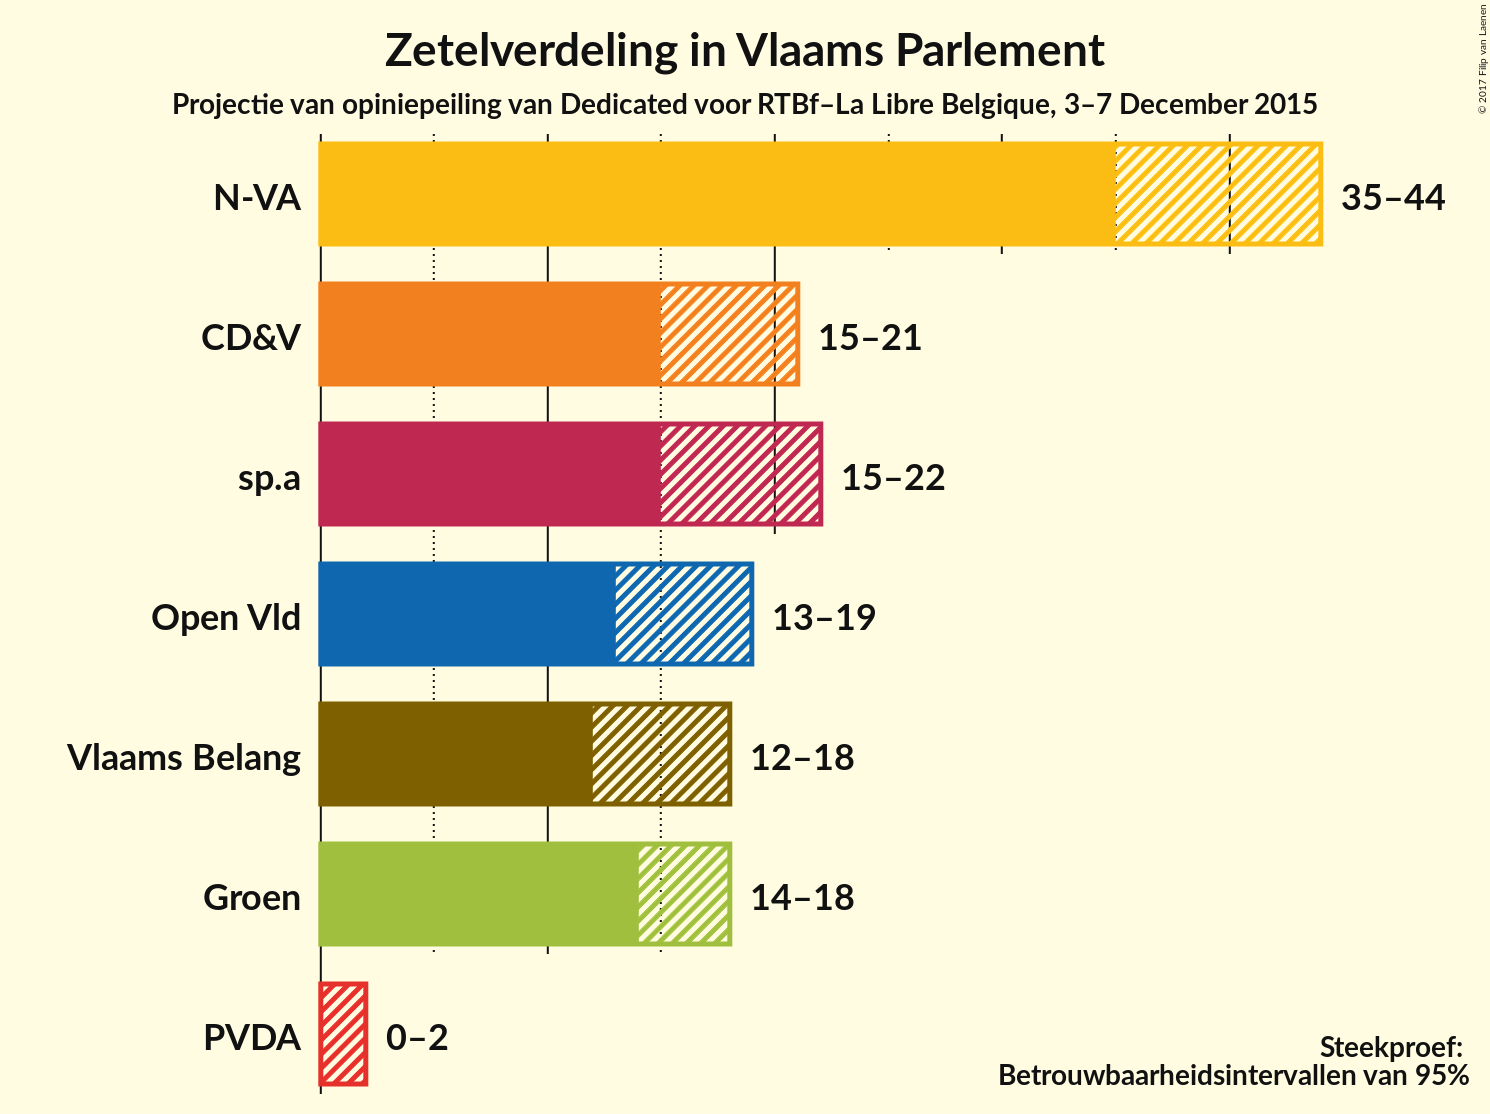 Zetelverdeling in Vlaams Parlement
Projectie van opiniepeiling van Dedicated voor RTBf–La Libre Belgique, 3–7 December 2015
© 2017 Filip van Laenen
N-VA 35–44
CD&V 15–21
sp.a 15–22
Open Vld 13–19
Vlaams Belang 12–18
Groen 14–18
PVDA 0–2
Steekproef:
Betrouwbaarheidsintervallen van 95%